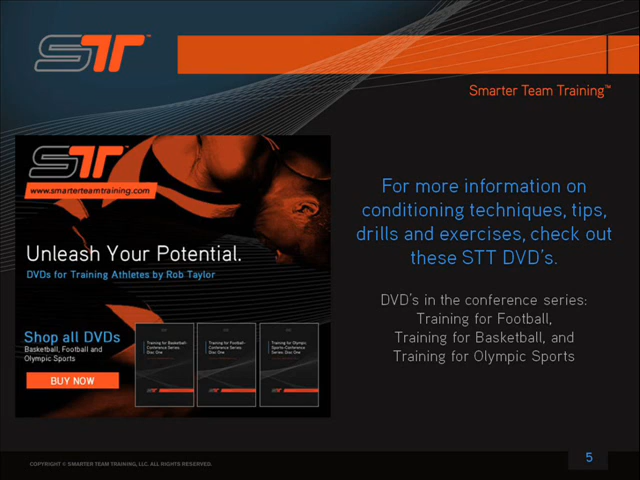 STT™
Smarter Team Training™
STT™
www.smarterteamtraining.com
Unleash Your Potential.
DVDs for Training Athletes by Rob Taylor
Shop all DVDs
Basketball, Football and
Olympic Sports
BUY NOW
Training for Basketball-
Conference Series:
Disc One
Training for Football-
Conference Series:
Disc One
Training for Olympic
Sports-Conference
Series: Disc One
For more information on
conditioning techniques, tips,
drills and exercises, check out
these STT DVD's.
DVD's in the conference series:
Training for Football,
Training for Basketball, and
Training for Olympic Sports
COPYRIGHT © SMARTER TEAM TRAINING, LLC. ALL RIGHTS RESERVED.
5